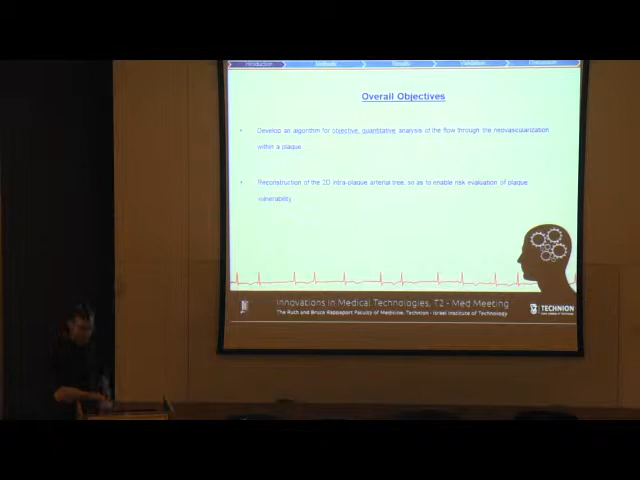 Introduction Methods Results Validation Discussion
Overall Objectives
• Develop an algorithm for objective, quantitative analysis of the flow through the neovascularization
within a plaque
• Reconstruction of the 2D intra-plaque arterial tree, so as to enable risk evaluation of plaque
vulnerability
Innovations in Medical Technologies, T2 - Med Meeting
The Ruth and Bruce Rappaport Faculty of Medicine, Technion - Israel Institute of Technology
TECHNION